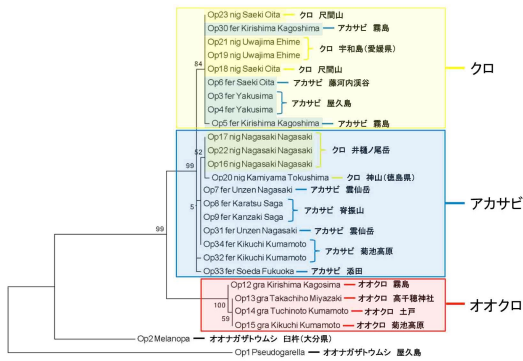 Op23 nig Saeki Oita クロ 尺間山
Op30 fer Kirishima Kagoshima アカサビ 霧島
Op21 nig Uwajima Ehime
Op19 nig Uwajima Ehime
クロ 宇和島(愛媛県)
84
Op18 nig Saeki Oita クロ 尺間山
Op6 fer Saeki Oita アカサビ 藤河内渓谷
Op3 fer Yakusima
Op4 fer Yakusima
アカサビ 屋久島
Op5 fer Kirishima Kagoshima アカサビ 霧島
クロ
Op17 nig Nagasaki Nagasaki
Op22 nig Nagasaki Nagasaki
Op16 nig Nagasaki Nagasaki
クロ 井樋ノ尾岳
52
Op20 nig Kamiyama Tokushima クロ 神山(徳島県)
99
Op7 fer Unzen Nagasaki アカサビ 雲仙岳
Op8 fer Karatsu Saga
Op9 fer Kanzaki Saga
アカサビ 脊振山
5
Op31 fer Unzen Nagasaki アカサビ 雲仙岳
Op34 fer Kikuchi Kumamoto
Op32 fer Kikuchi Kumamoto
アカサビ 菊池高原
Op33 fer Soeda Fukuoka アカサビ 添田
アカサビ
99
Op12 gra Kirishima Kagosima オオクロ 霧島
Op13 gra Takachiho Miyazaki オオクロ 高千穂神社
100
Op14 gra Tuchinoto Kumamoto オオクロ 土戸
59
Op15 gra Kikuchi Kumamoto オオクロ 菊池高原
オオクロ
Op2 Melanopa オオナガザトウムシ 臼杵(大分県)
Op1 Pseudogarella オオナガザトウムシ 屋久島